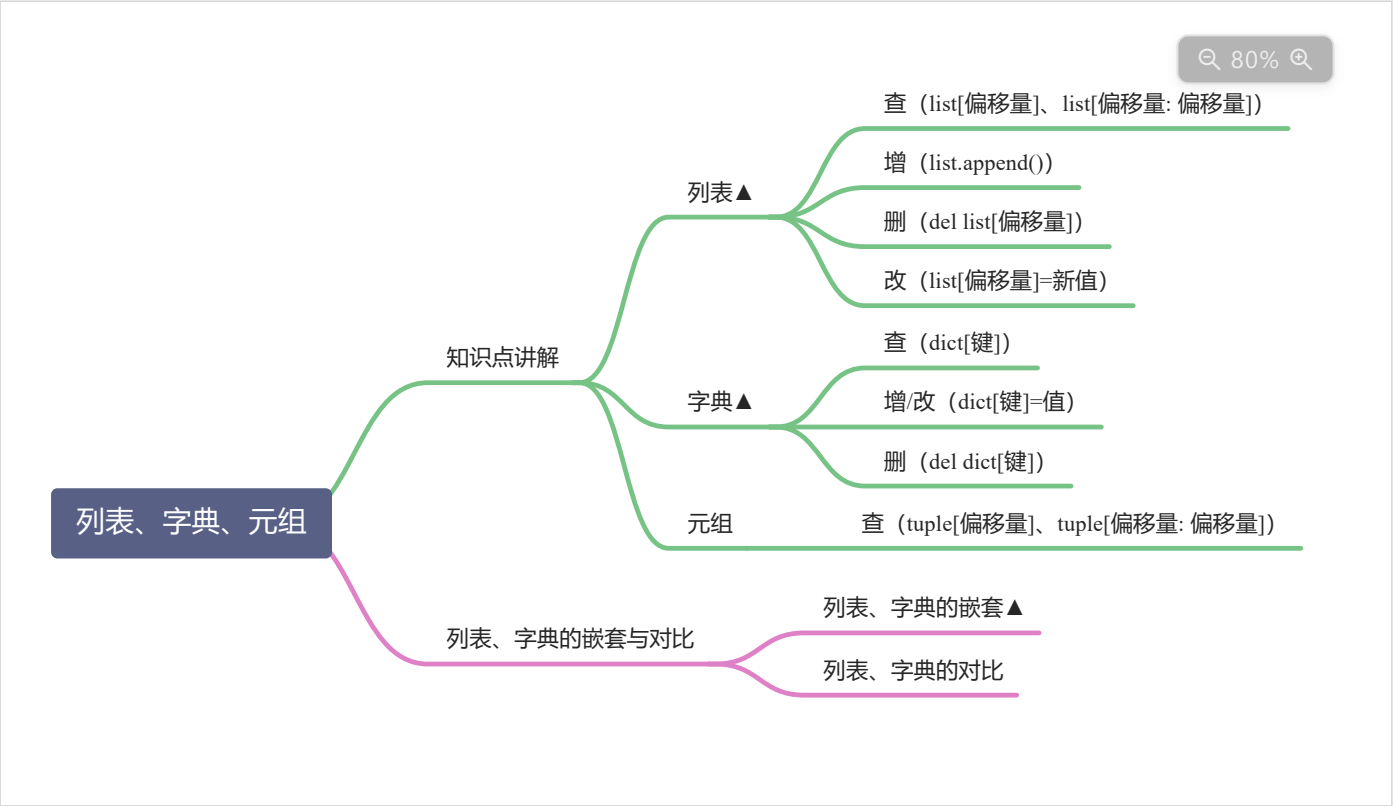 80%
查（list[偏移量]、list[偏移量: 偏移量]）
增（list.append()）
列表▲
删（del list[偏移量]）
改（list[偏移量]=新值）
知识点讲解
查（dict[键]）
字典▲
增/改（dict[键]=值）
删（del dict[键]）
列表、字典、元组
元组
查（tuple[偏移量]、tuple[偏移量: 偏移量]）
列表、字典的嵌套与对比
列表、字典的嵌套▲
列表、字典的对比